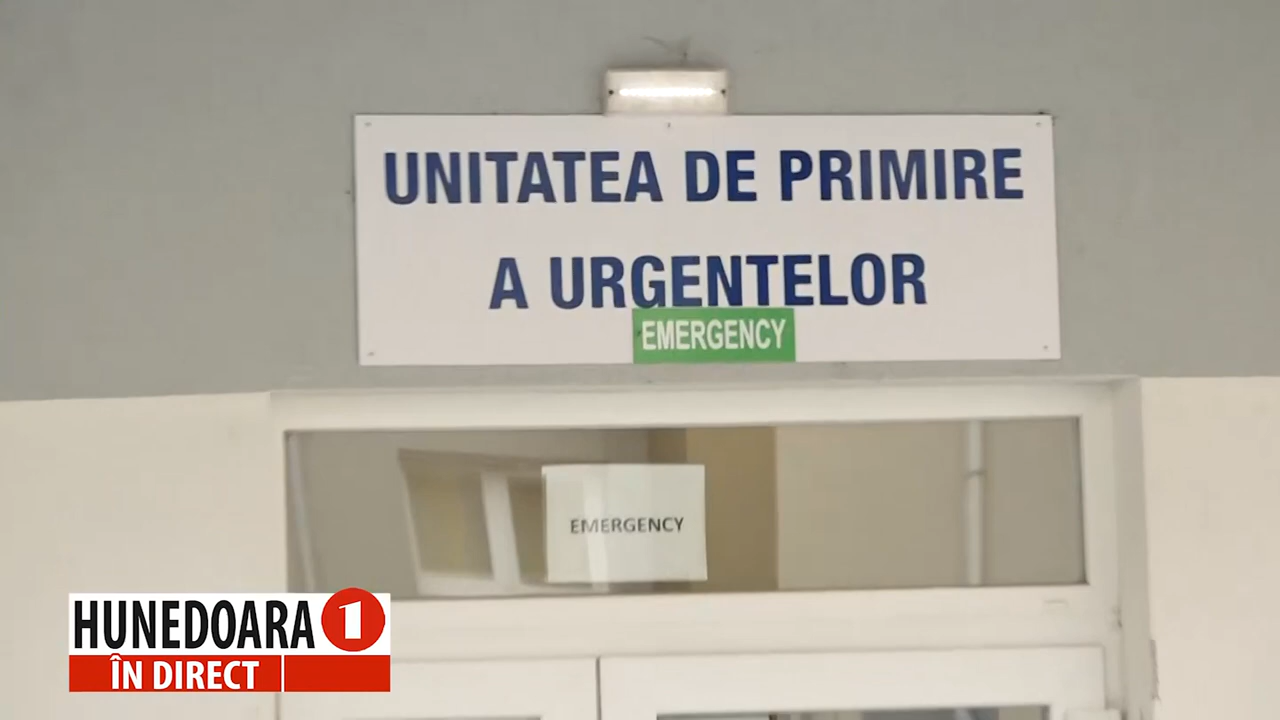 UNITATEA DE PRIMIRE
A URGENTELOR
EMERGENCY
EMERGENCY
HUNEDOARA 1
ÎN DIRECT